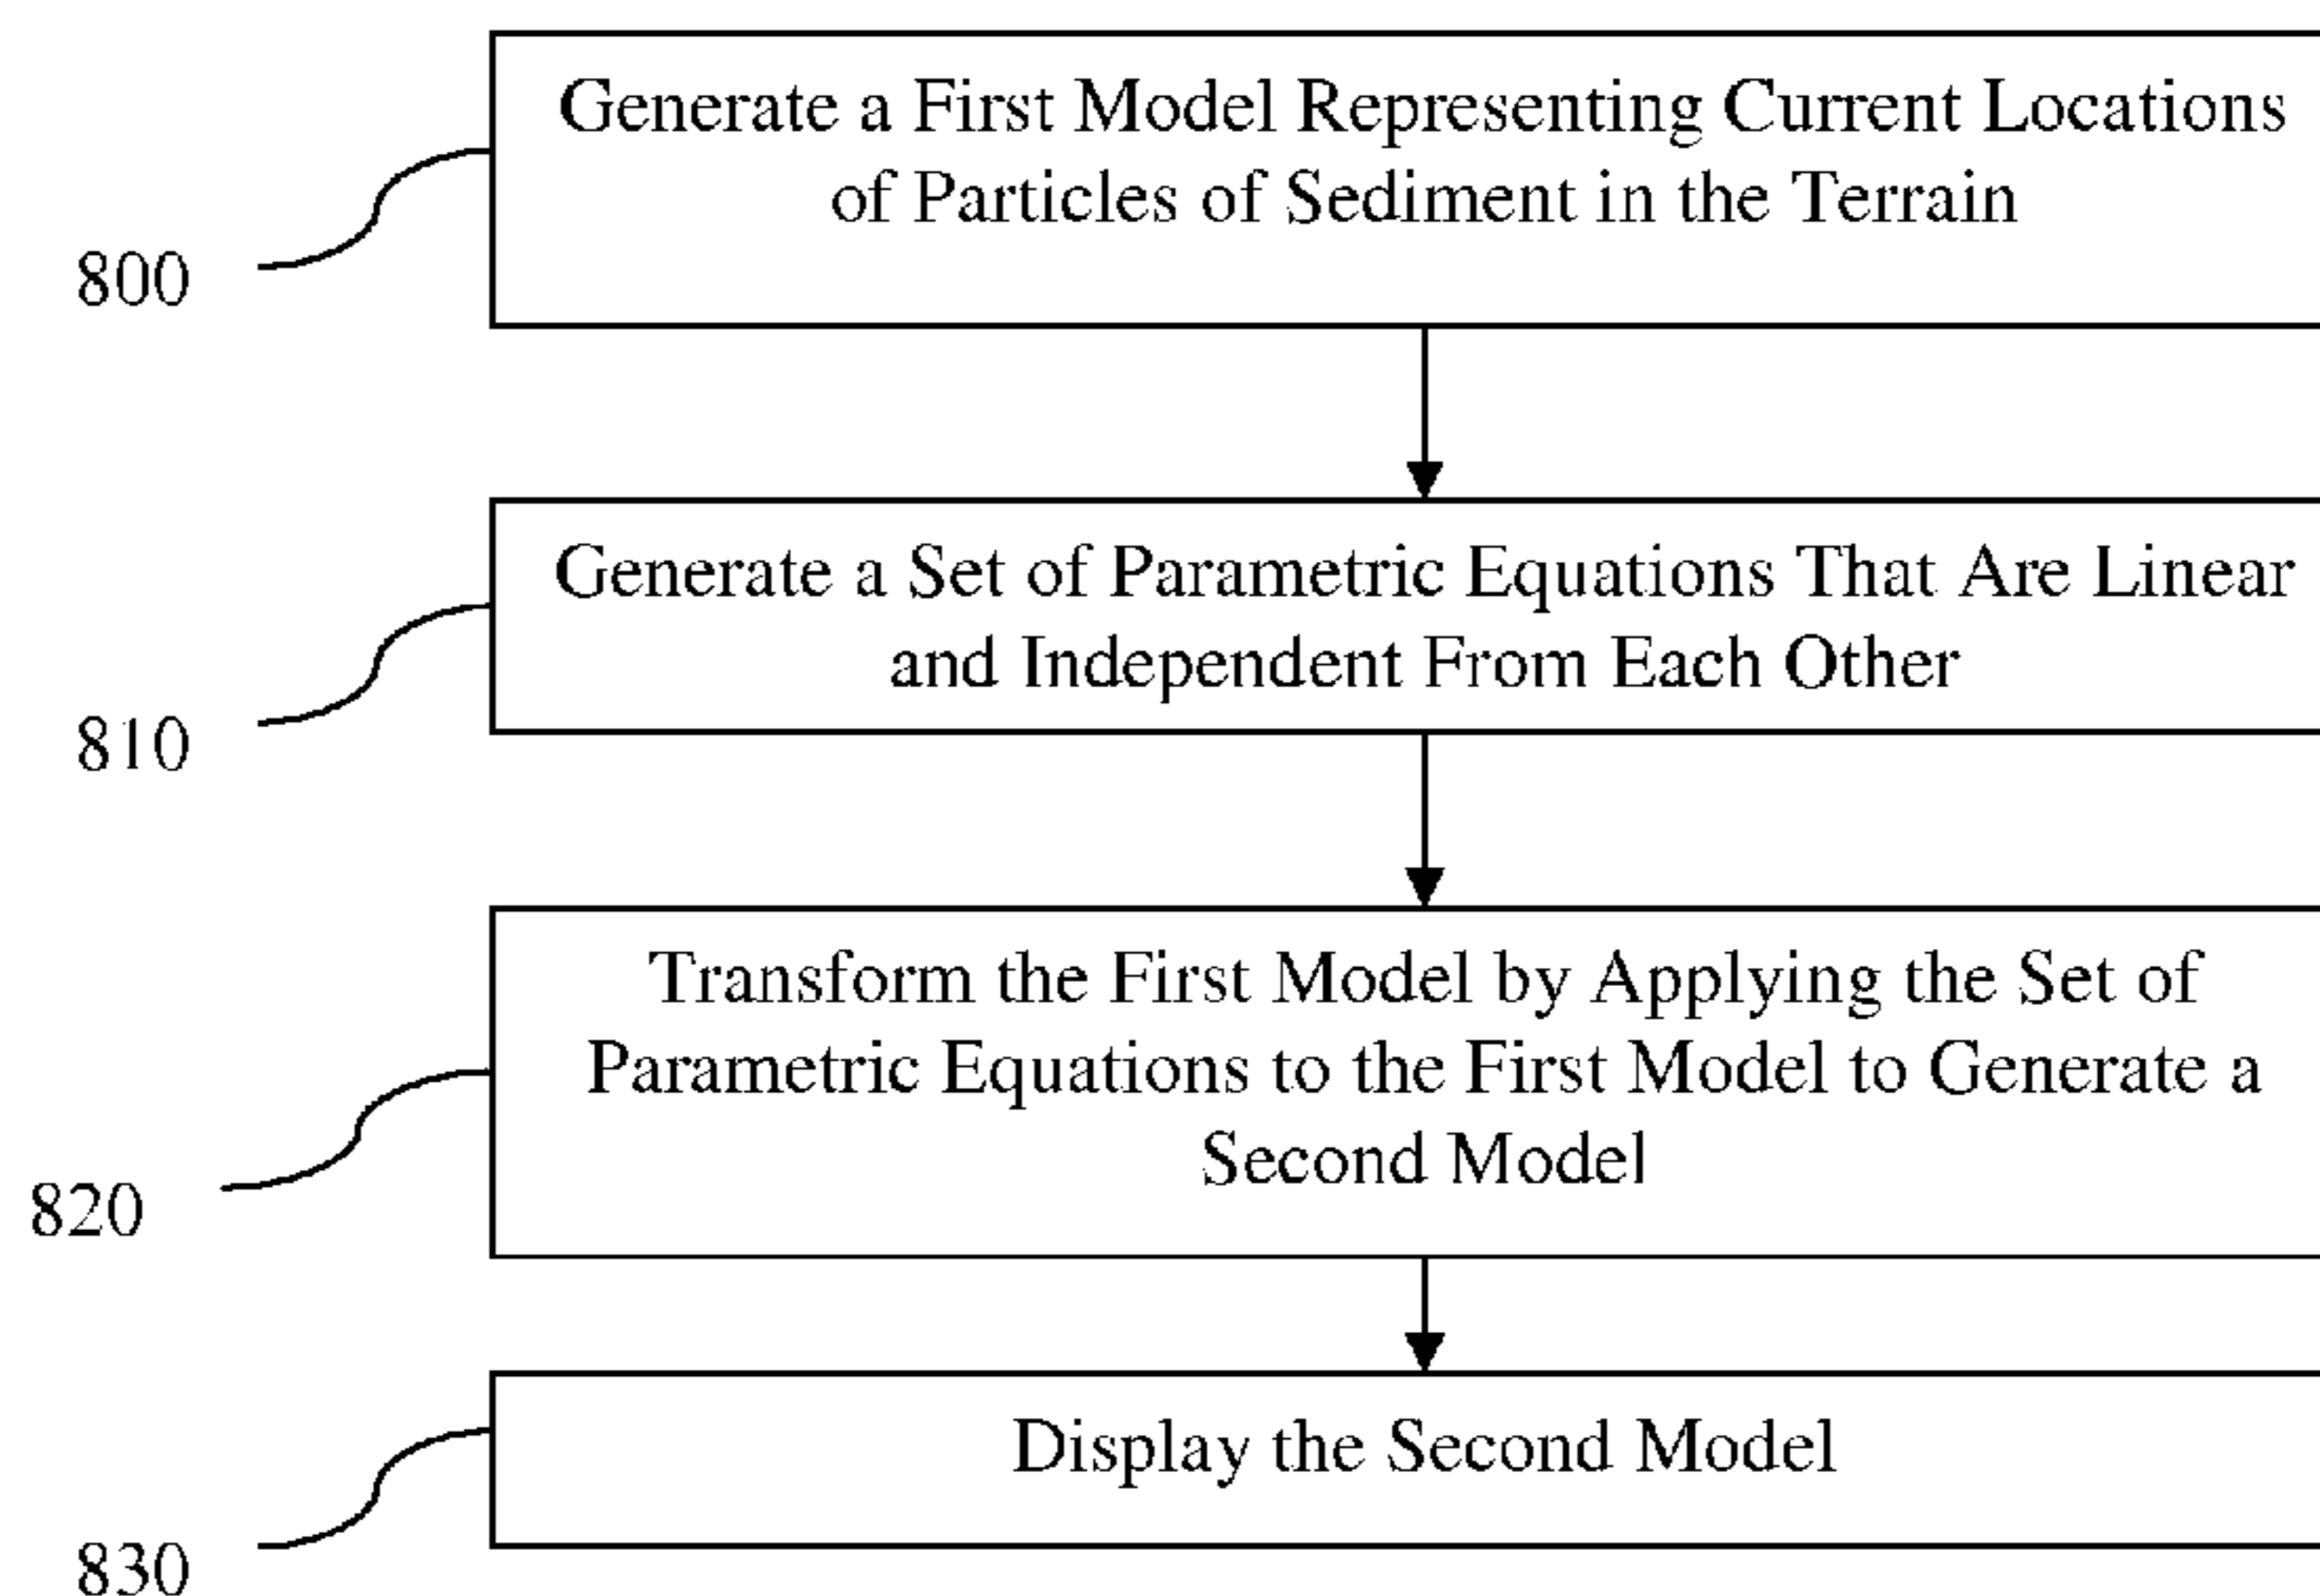 Generate a First Model Representing Current Locations
of Particles of Sediment in the Terrain
800
Generate a Set of Parametric Equations That Are Linear
and Independent From Each Other
810
Transform the First Model by Applying the Set of
Parametric Equations to the First Model to Generate a
Second Model
820
Display the Second Model
830